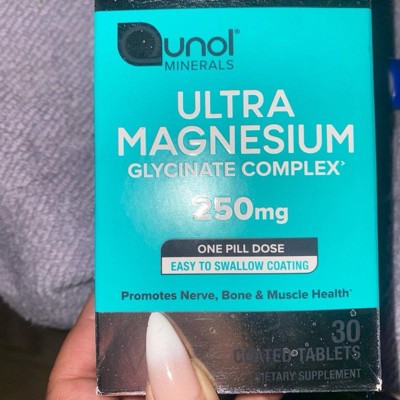 Qunol®
MINERALS
ULTRA
MAGNESIUM
GLYCINATE COMPLEX
250mg
ONE PILL DOSE
EASY TO SWALLOW COATING
Promotes Nerve, Bone & Muscle Health*
30
COATED TABLETS
DIETARY SUPPLEMENT